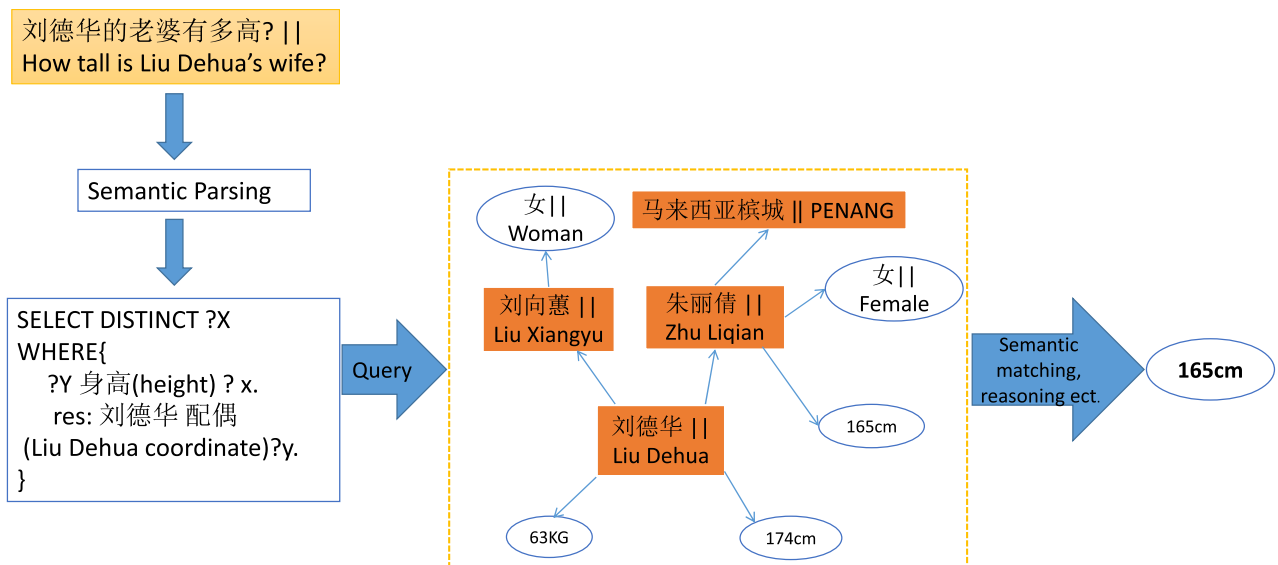 刘德华的老婆有多高? ||
How tall is Liu Dehua’s wife?
Semantic Parsing
SELECT DISTINCT ?X
WHERE{
?Y 身高(height) ? x.
res: 刘德华 配偶
(Liu Dehua coordinate)?y.
}
Query
女||
Woman
马来西亚槟城 || PENANG
刘向蕙 ||
Liu Xiangyu
朱丽倩 ||
Zhu Liqian
女||
Female
刘德华 ||
Liu Dehua
165cm
63KG
174cm
Semantic
matching,
reasoning ect.
165cm